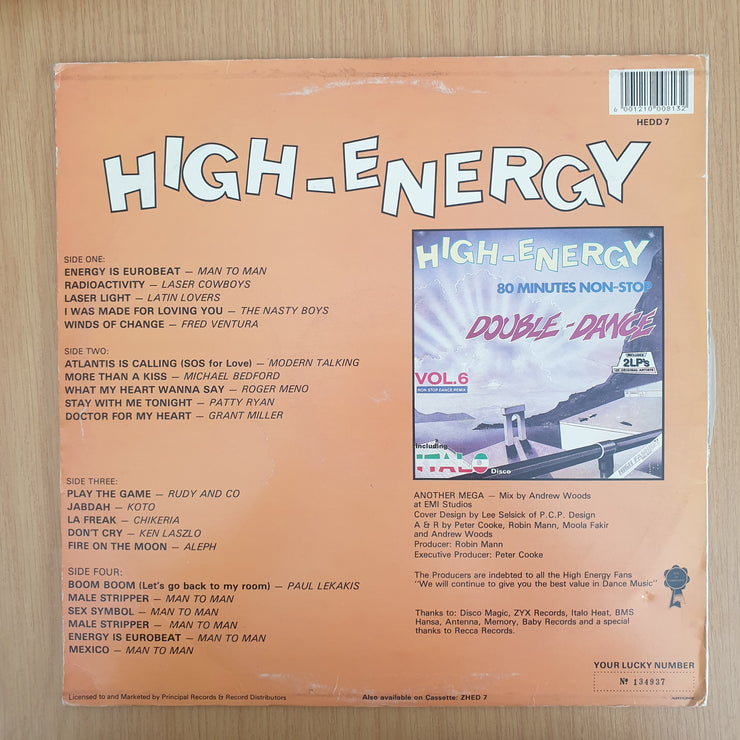 6 001210 008132
HEDD 7
HIGH-ENERGY
SIDE ONE:
ENERGY IS EUROBEAT — MAN TO MAN
RADIOACTIVITY — LASER COWBOYS
LASER LIGHT — LATIN LOVERS
I WAS MADE FOR LOVING YOU — THE NASTY BOYS
WINDS OF CHANGE — FRED VENTURA
SIDE TWO:
ATLANTIS IS CALLING (SOS for Love) — MODERN TALKING
MORE THAN A KISS — MICHAEL BEDFORD
WHAT MY HEART WANNA SAY — ROGER MENO
STAY WITH ME TONIGHT — PATTY RYAN
DOCTOR FOR MY HEART — GRANT MILLER
SIDE THREE:
PLAY THE GAME — RUDY AND CO
JABDAH — KOTO
LA FREAK — CHIKERIA
DON'T CRY — KEN LASZLO
FIRE ON THE MOON — ALEPH
SIDE FOUR:
BOOM BOOM (Let's go back to my room) — PAUL LEKAKIS
MALE STRIPPER — MAN TO MAN
SEX SYMBOL — MAN TO MAN
MALE STRIPPER — MAN TO MAN
ENERGY IS EUROBEAT — MAN TO MAN
MEXICO — MAN TO MAN
HIGH-ENERGY
80 MINUTES NON-STOP
DOUBLE-DANCE
INCLUDES
2LP's
VOL.6
NON STOP DANCE REMIX
Including
ITALO Disco
ANOTHER MEGA — Mix by Andrew Woods
at EMI Studios
Cover Design by Lee Selsick of P.C.P. Design
A & R by Peter Cooke, Robin Mann, Moola Fakir
and Andrew Woods
Producer: Robin Mann
Executive Producer: Peter Cooke
The Producers are indebted to all the High Energy Fans
"We will continue to give you the best value in Dance Music"
Thanks to: Disco Magic, ZYX Records, Italo Heat, BMS
Hansa, Antenna, Memory, Baby Records and a special
thanks to Recca Records.
YOUR LUCKY NUMBER
Nº 134937
Licensed to and Marketed by Principal Records & Record Distributors
Also available on Cassette: ZHED 7